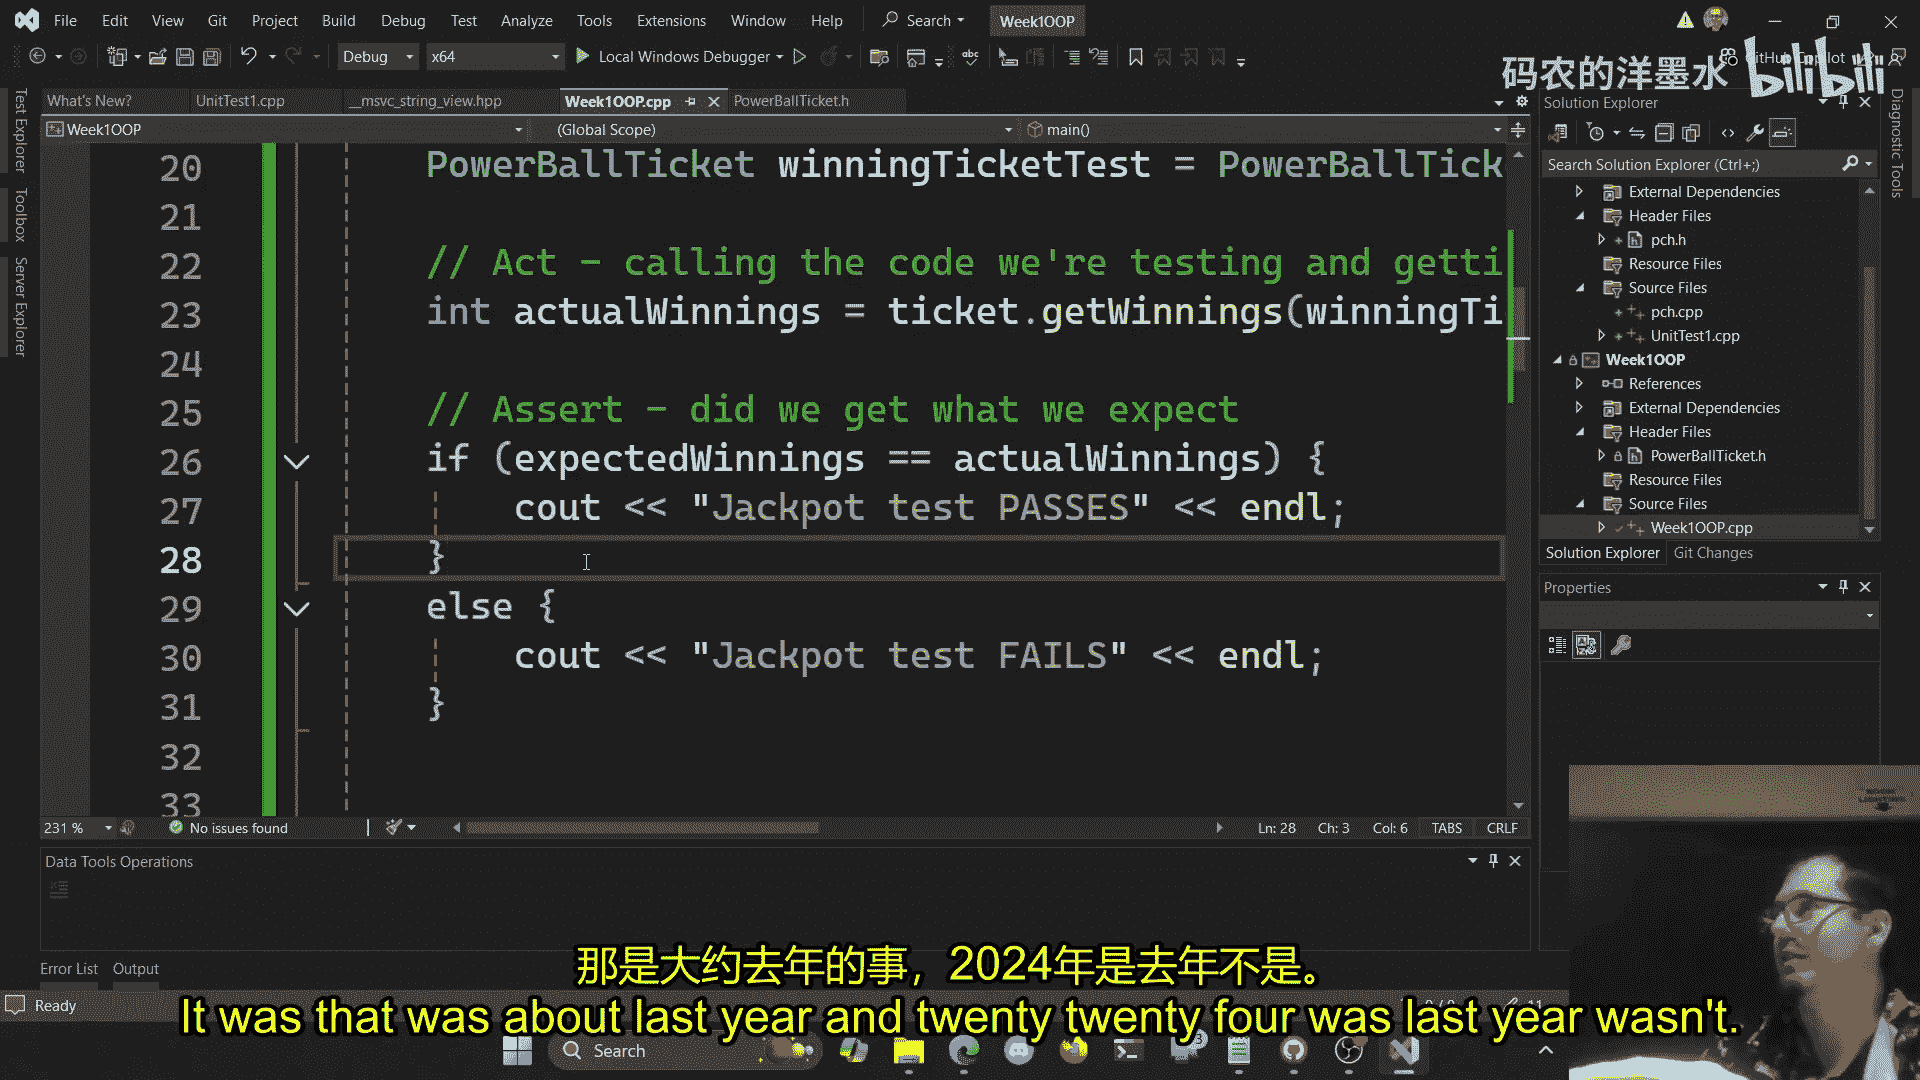 File Edit View Git Project Build Debug Test Analyze Tools Extensions Window Help Search Week1OOP
Debug x64 Local Windows Debugger
码农的洋墨水 bilibili
What's New? UnitTest1.cpp __msvc_string_view.hpp Week1OOP.cpp PowerBallTicket.h
Week1OOP (Global Scope) main()
Test Explorer
Toolbox
Server Explorer
20 PowerBallTicket winningTicketTest = PowerBallTick
21
22 // Act - calling the code we're testing and getti
23 int actualWinnings = ticket.getWinnings(winningTi
24
25 // Assert - did we get what we expect
26 if (expectedWinnings == actualWinnings) {
27 cout << "Jackpot test PASSES" << endl;
28 }
29 else {
30 cout << "Jackpot test FAILS" << endl;
31 }
32
33
231 % No issues found Ln: 28 Ch: 3 Col: 6 TABS CRLF
Data Tools Operations
Error List Output
Ready
Solution Explorer
Search Solution Explorer (Ctrl+;)
External Dependencies
Header Files
pch.h
Resource Files
Source Files
pch.cpp
UnitTest1.cpp
Week1OOP
References
External Dependencies
Header Files
PowerBallTicket.h
Resource Files
Source Files
Week1OOP.cpp
Solution Explorer Git Changes
Properties
Diagnostic Tools
那是大约去年的事，2024年是去年不是。
It was that was about last year and twenty twenty four was last year wasn't.
Search